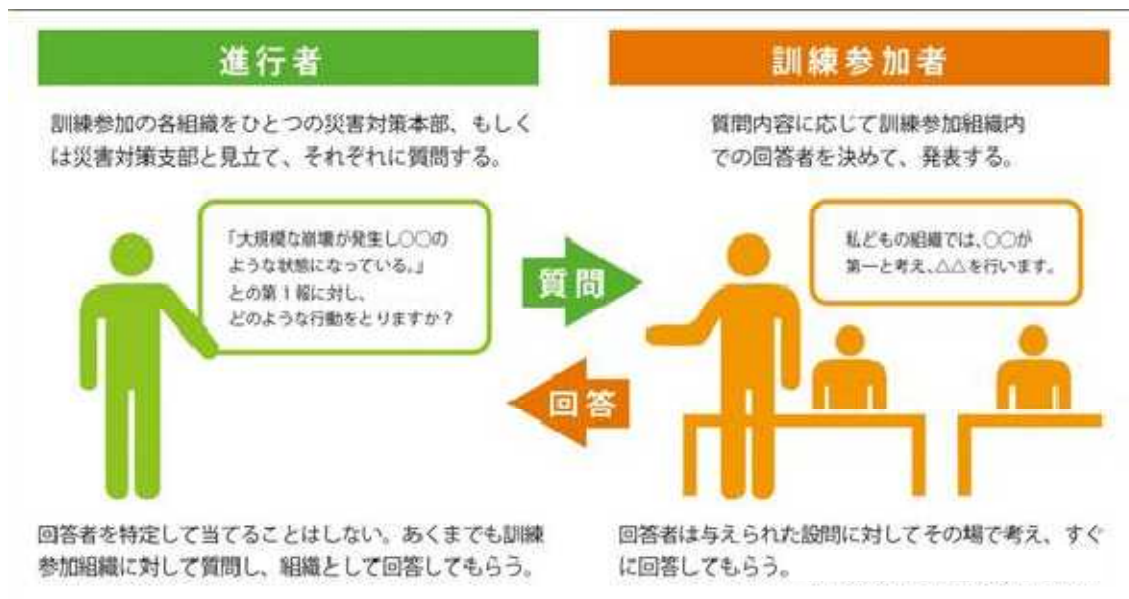 進行者
訓練参加の各組織をひとつの災害対策本部、もしく
は災害対策支部と見立て、それぞれに質問する。
「大規模な崩壊が発生し○○の
ような状態になっている。」
との第1報に対し、
どのような行動をとりますか？
質問
回答
回答者を特定して当てることはしない。あくまでも訓練
参加組織に対して質問し、組織として回答してもらう。
訓練参加者
質問内容に応じて訓練参加組織内
での回答者を決めて、発表する。
私どもの組織では、○○が
第一と考え、△△を行います。
回答者は与えられた設問に対してその場で考え、すぐ
に回答してもらう。